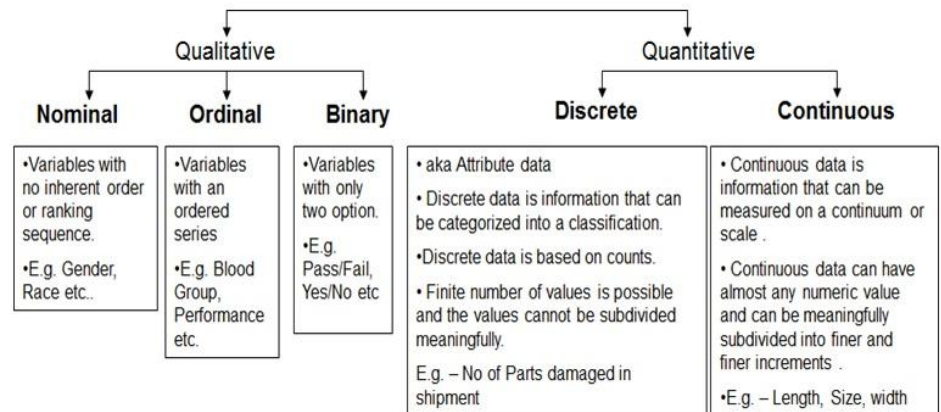 Qualitative
Quantitative
Nominal
Ordinal
Binary
Discrete
Continuous
•Variables with
no inherent order
or ranking
sequence.
•E.g. Gender,
Race etc..
•Variables
with an
ordered
series
•E.g. Blood
Group,
Performance
etc.
•Variables
with only
two option.
•E.g.
Pass/Fail,
Yes/No etc
• aka Attribute data
• Discrete data is information that can
be categorized into a classification.
•Discrete data is based on counts.
• Finite number of values is possible
and the values cannot be subdivided
meaningfully.
E.g. – No of Parts damaged in
shipment
• Continuous data is
information that can be
measured on a continuum or
scale .
• Continuous data can have
almost any numeric value
and can be meaningfully
subdivided into finer and
finer increments .
•E.g. – Length, Size, width